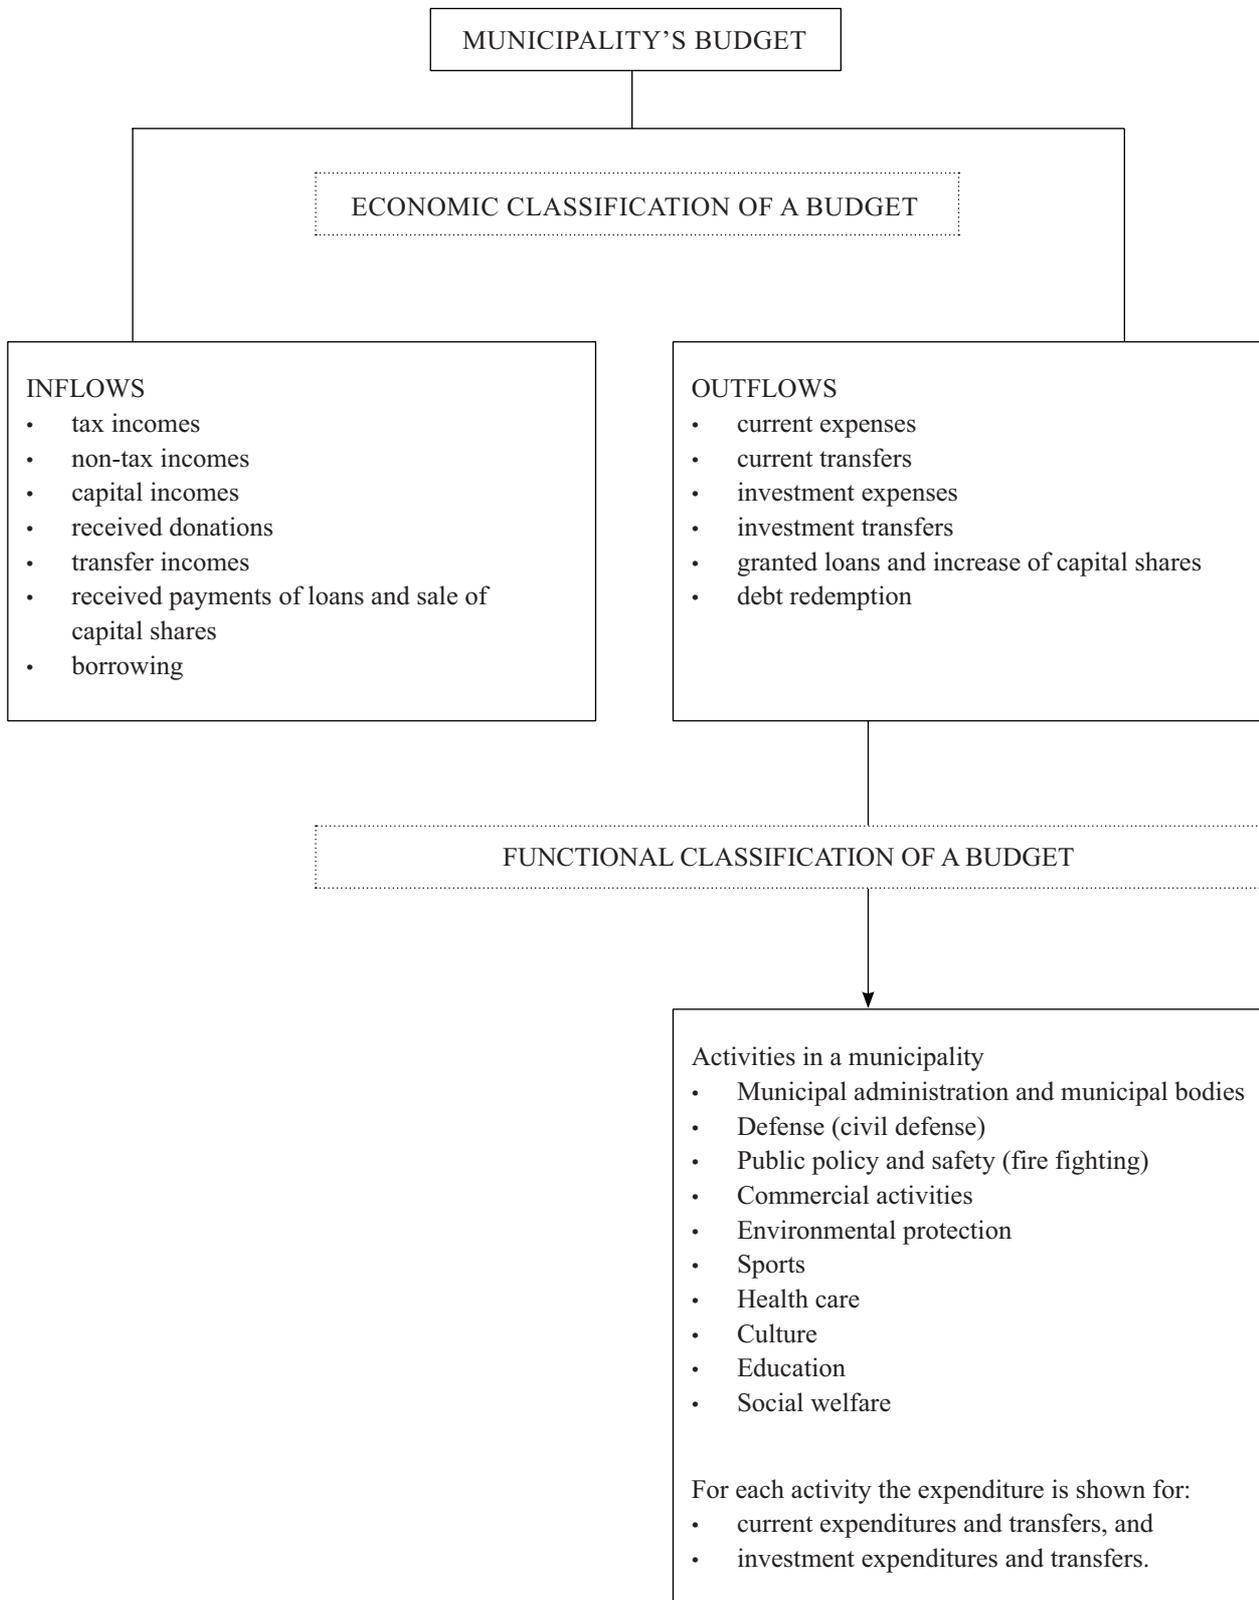 MUNICIPALITY’S BUDGET
ECONOMIC CLASSIFICATION OF A BUDGET
INFLOWS
• tax incomes
• non-tax incomes
• capital incomes
• received donations
• transfer incomes
• received payments of loans and sale of
capital shares
• borrowing
OUTFLOWS
• current expenses
• current transfers
• investment expenses
• investment transfers
• granted loans and increase of capital shares
• debt redemption
FUNCTIONAL CLASSIFICATION OF A BUDGET
Activities in a municipality
• Municipal administration and municipal bodies
• Defense (civil defense)
• Public policy and safety (fire fighting)
• Commercial activities
• Environmental protection
• Sports
• Health care
• Culture
• Education
• Social welfare
For each activity the expenditure is shown for:
• current expenditures and transfers, and
• investment expenditures and transfers.